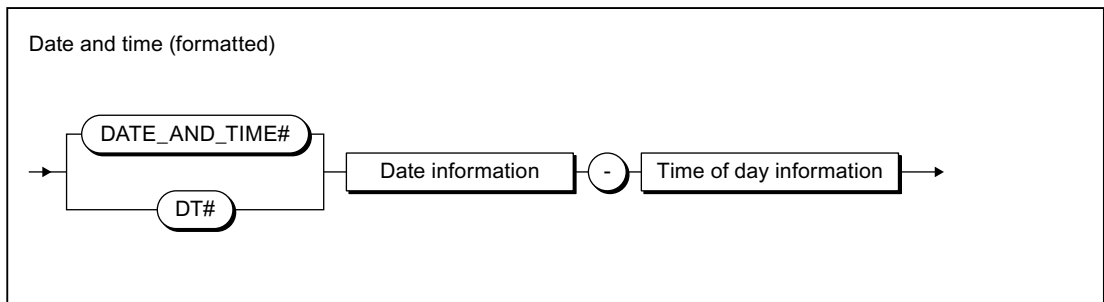 Date and time (formatted)
DATE_AND_TIME#
Date information - Time of day information
DT#